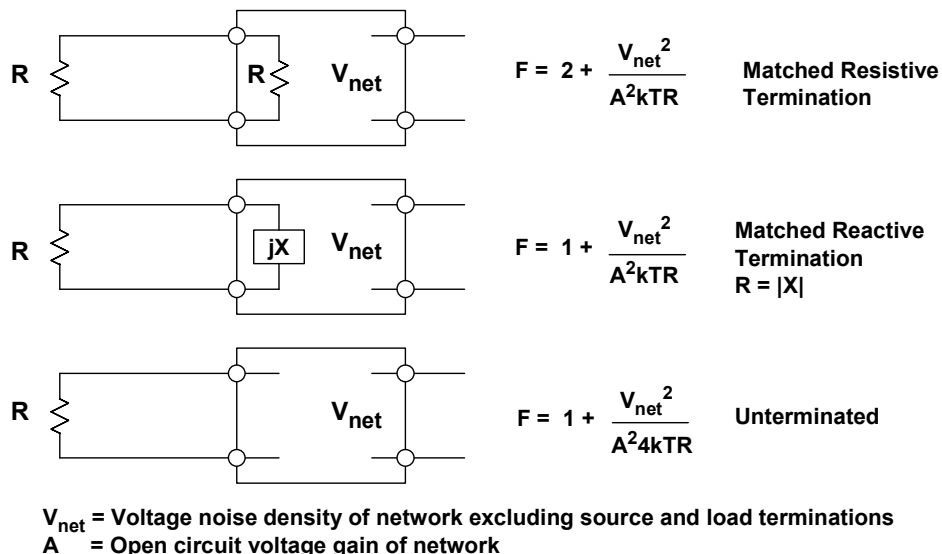 R
R
V_net
F = 2 + V_net^2 / A^2kTR
Matched Resistive
Termination
R
jX
V_net
F = 1 + V_net^2 / A^2kTR
Matched Reactive
Termination
R = |X|
R
V_net
F = 1 + V_net^2 / A^24kTR
Unterminated
V_net = Voltage noise density of network excluding source and load terminations
A = Open circuit voltage gain of network